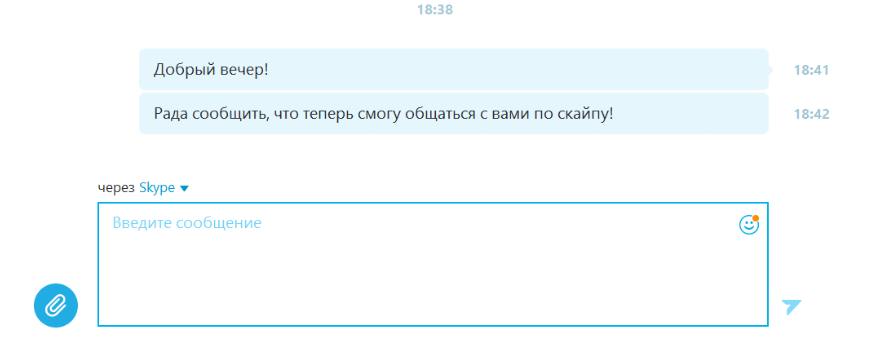 18:38
Добрый вечер! 18:41
Рада сообщить, что теперь смогу общаться с вами по скайпу! 18:42
через Skype
Введите сообщение